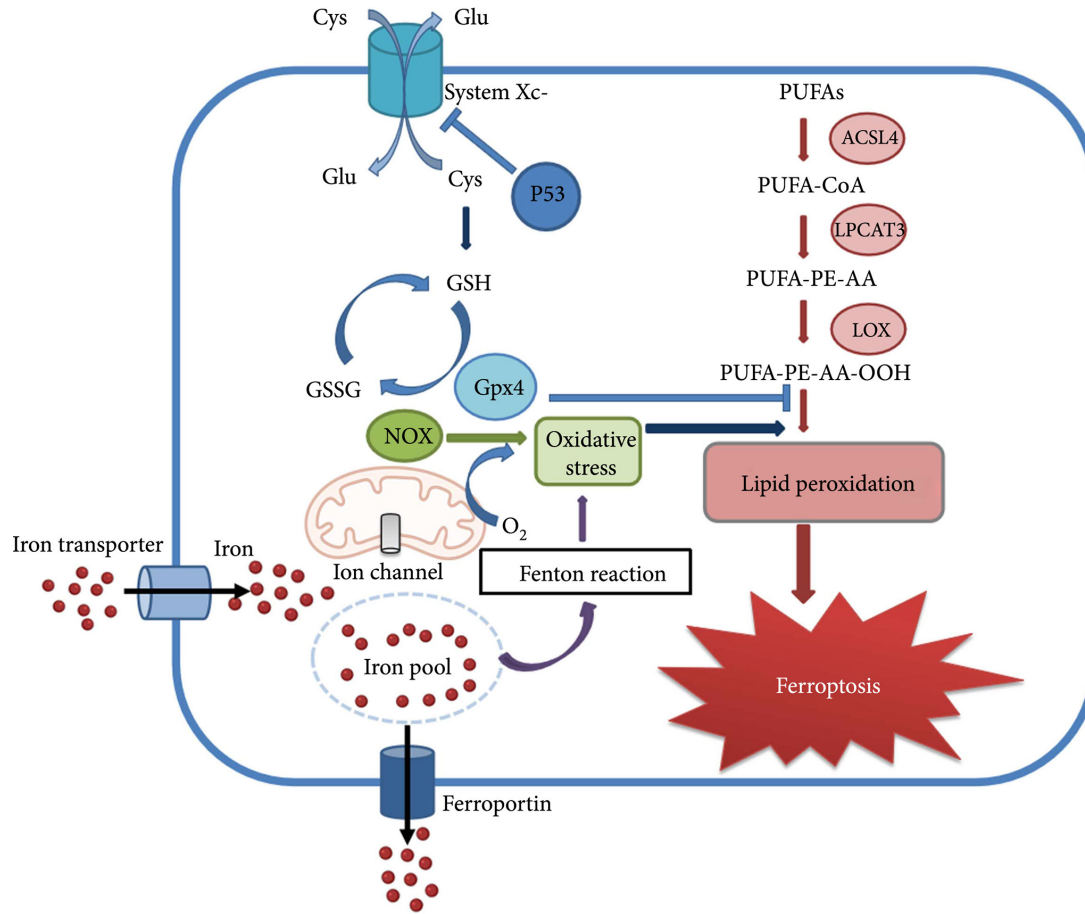 Cys
Glu
System Xc-
Glu
Cys
P53
GSH
GSSG
Gpx4
NOX
Oxidative
stress
O₂
Ion channel
Fenton reaction
Iron transporter
Iron
Iron pool
Ferroportin
PUFAs
ACSL4
PUFA-CoA
LPCAT3
PUFA-PE-AA
LOX
PUFA-PE-AA-OOH
Lipid peroxidation
Ferroptosis